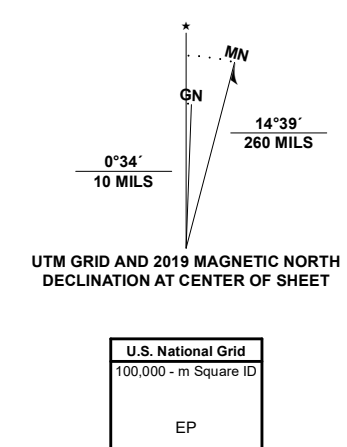 ★
MN
GN
14°39´
260 MILS
0°34´
10 MILS
UTM GRID AND 2019 MAGNETIC NORTH
DECLINATION AT CENTER OF SHEET
U.S. National Grid
100,000 - m Square ID
EP